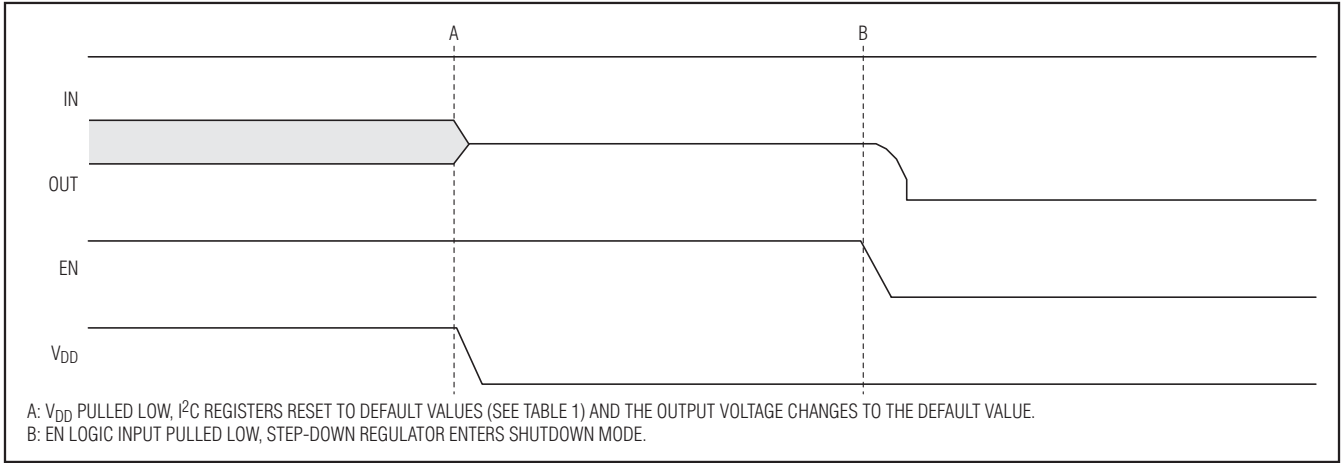 A B
IN
OUT
EN
VDD
A: VDD PULLED LOW, I2C REGISTERS RESET TO DEFAULT VALUES (SEE TABLE 1) AND THE OUTPUT VOLTAGE CHANGES TO THE DEFAULT VALUE.
B: EN LOGIC INPUT PULLED LOW, STEP-DOWN REGULATOR ENTERS SHUTDOWN MODE.